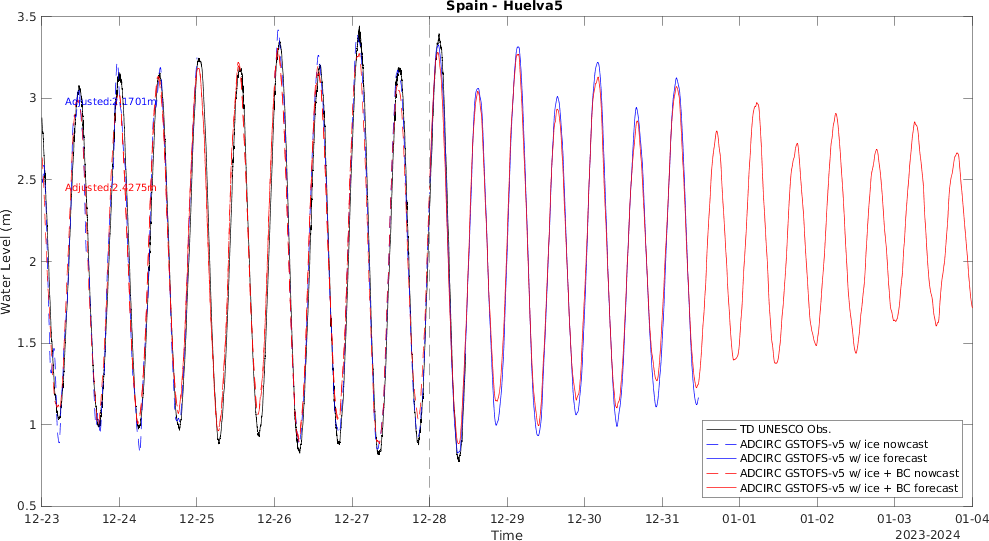 Spain - Huelva5
3.5
3
2.5
2
1.5
1
0.5
Water Level (m)
Adjusted:2.1701m
Adjusted:2.4275m
TD UNESCO Obs.
ADCIRC GSTOFS-v5 w/ ice nowcast
ADCIRC GSTOFS-v5 w/ ice forecast
ADCIRC GSTOFS-v5 w/ ice + BC nowcast
ADCIRC GSTOFS-v5 w/ ice + BC forecast
12-23 12-24 12-25 12-26 12-27 12-28 12-29 12-30 12-31 01-01 01-02 01-03 01-04
Time
2023-2024